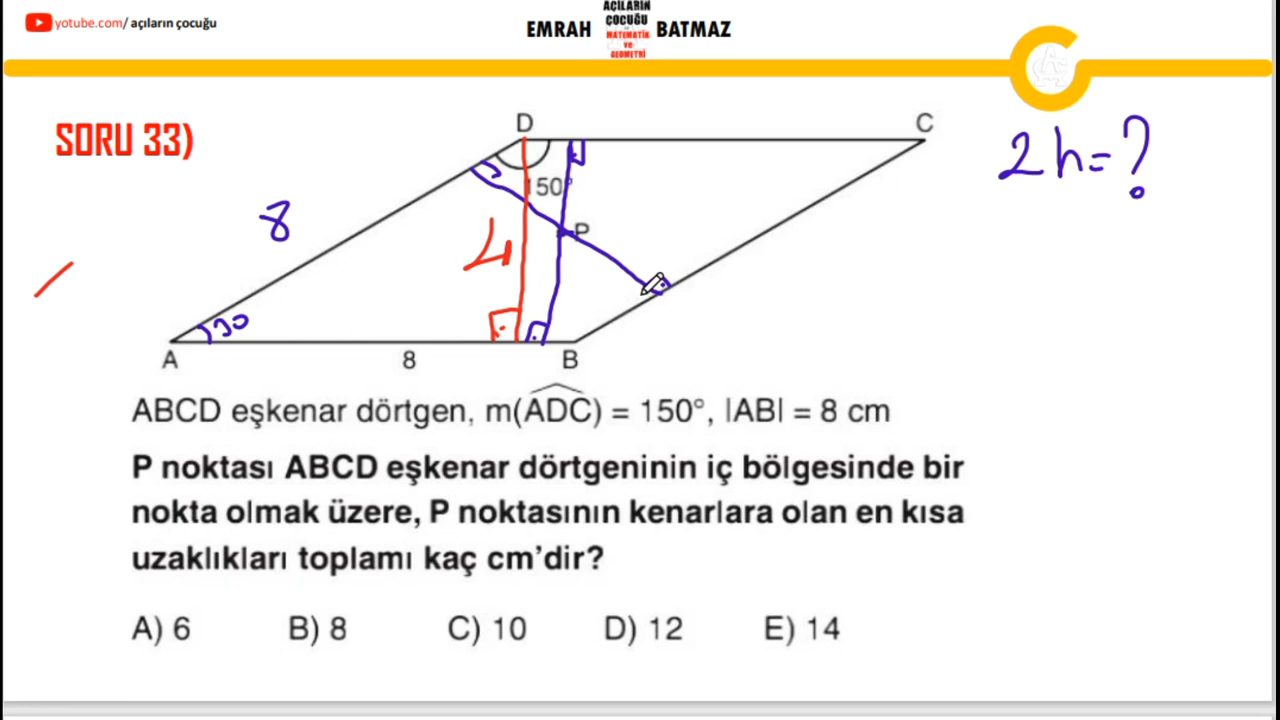 yotube.com/ açıların çocuğu
EMRAH
AÇILARIN
ÇOCUĞU
MATEMATİK
ve
GEOMETRİ
BATMAZ
SORU 33)
D
C
2h=?
150°
8
4
P
30
A
8
B
ABCD eşkenar dörtgen, m(ADC) = 150°, |AB| = 8 cm
P noktası ABCD eşkenar dörtgeninin iç bölgesinde bir
nokta olmak üzere, P noktasının kenarlara olan en kısa
uzaklıkları toplamı kaç cm'dir?
A) 6 B) 8 C) 10 D) 12 E) 14